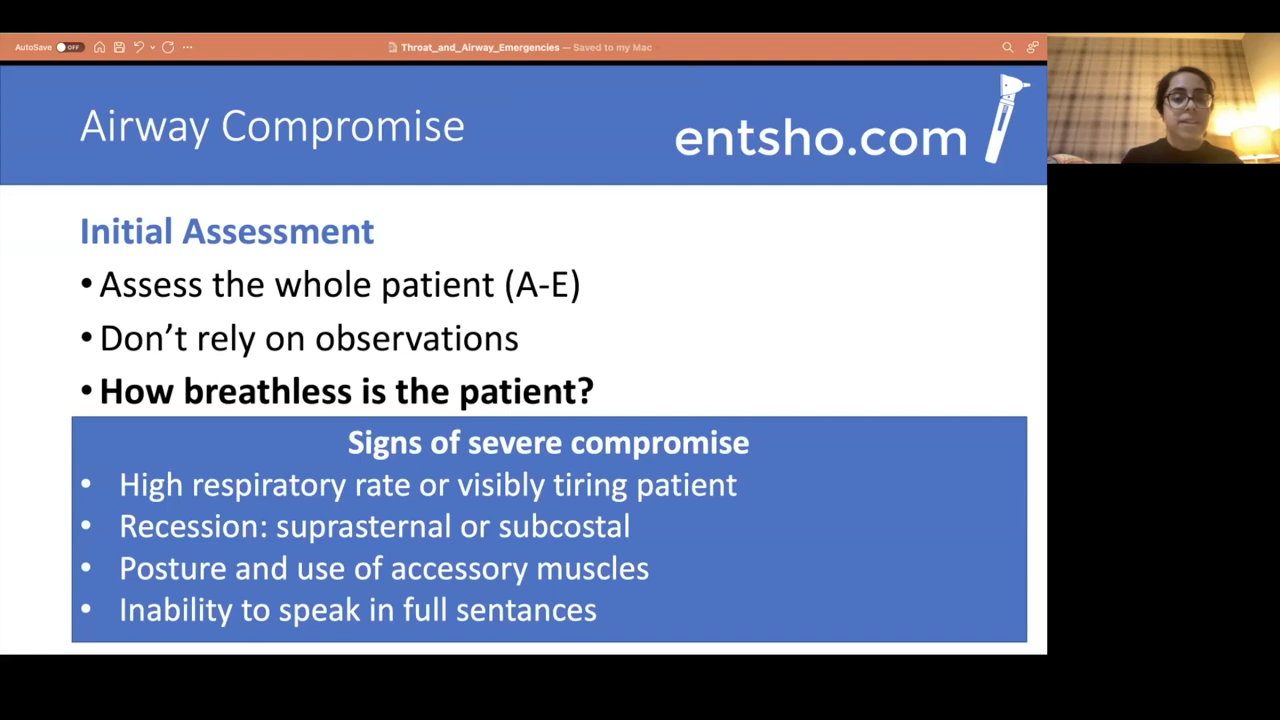 AutoSave OFF
Throat_and_Airway_Emergencies — Saved to my Mac
Airway Compromise
entsho.com
Initial Assessment
•Assess the whole patient (A-E)
•Don’t rely on observations
•How breathless is the patient?
Signs of severe compromise
• High respiratory rate or visibly tiring patient
• Recession: suprasternal or subcostal
• Posture and use of accessory muscles
• Inability to speak in full sentances